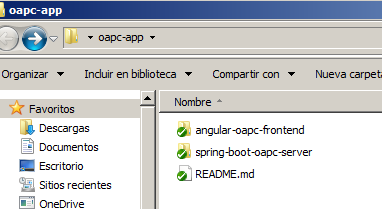 oapc-app
oapc-app
Organizar Incluir en biblioteca Compartir con Nueva carpeta
Favoritos
Descargas
Documentos
Escritorio
Sitios recientes
OneDrive
Nombre
angular-oapc-frontend
spring-boot-oapc-server
README.md